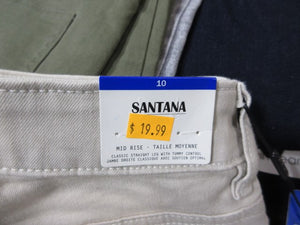 10
SANTANA
$ 19.99
MID RISE - TAILLE MOYENNE
CLASSIC STRAIGHT LEG WITH TUMMY CONTROL
JAMBE DROITE CLASSIQUE AVEC SOUTIEN OPTIMAL